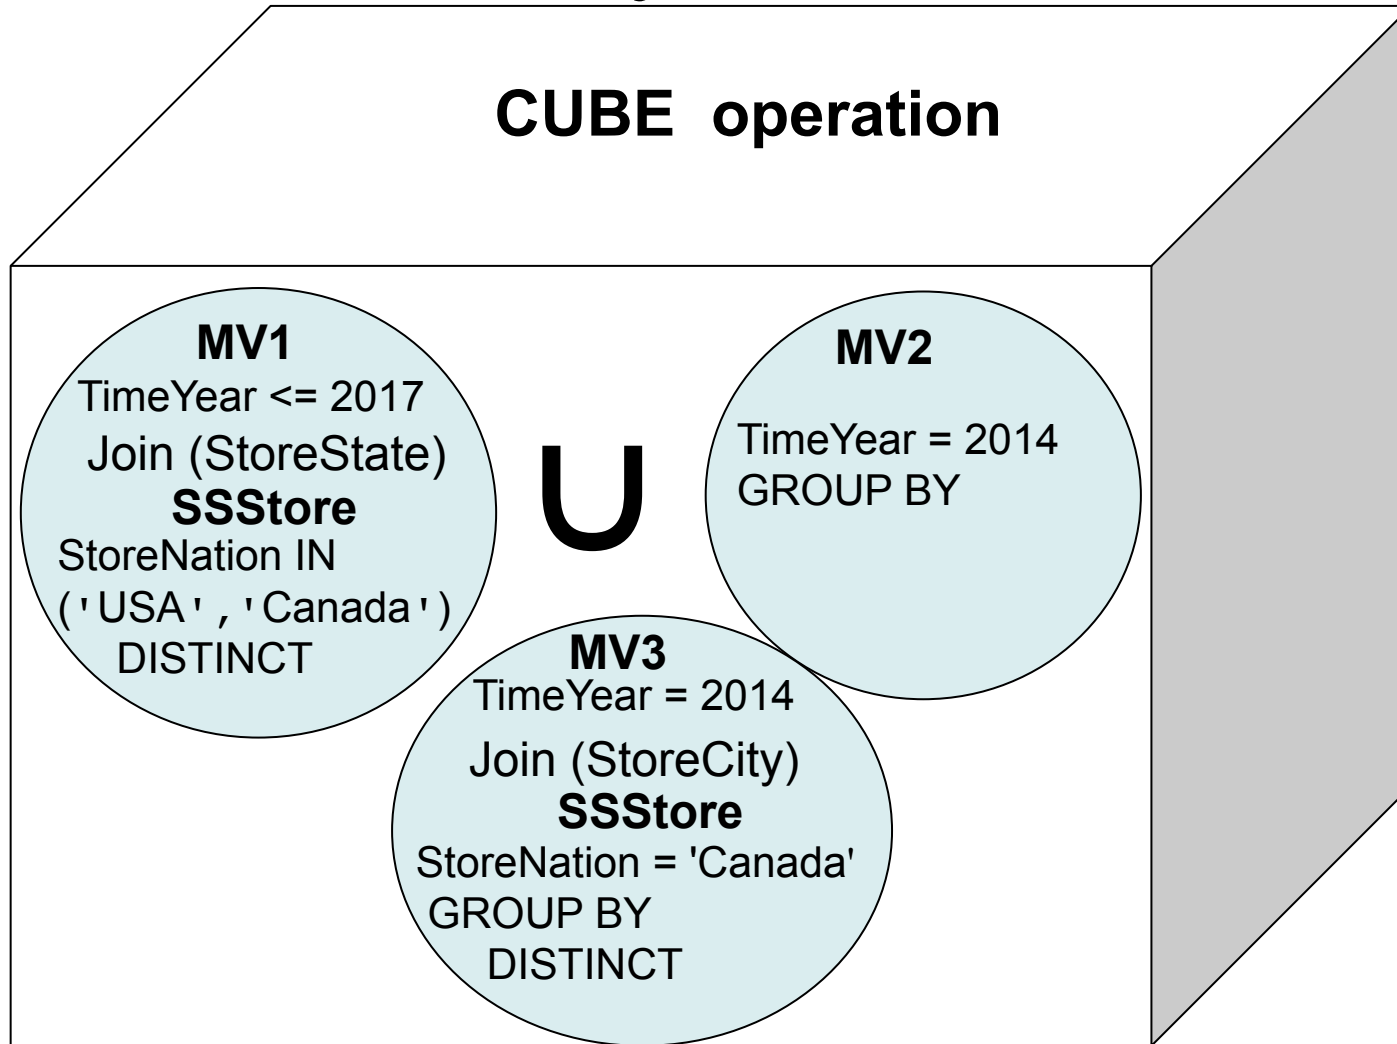 CUBE  operation
MV1
TimeYear <= 2017
Join (StoreState)
SSStore
StoreNation IN
('USA','Canada')
DISTINCT
∪
MV2
TimeYear = 2014
GROUP BY
MV3
TimeYear = 2014
Join (StoreCity)
SSStore
StoreNation = 'Canada'
GROUP BY
DISTINCT